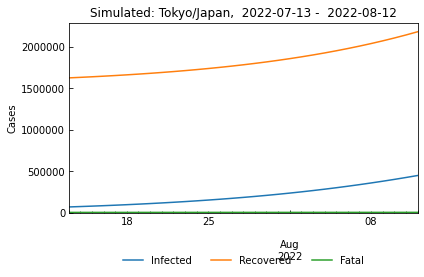 Simulated: Tokyo/Japan,  2022-07-13 -  2022-08-12
Cases
2000000
1500000
1000000
500000
0
18
25
08
Aug
2022
Infected
Recovered
Fatal